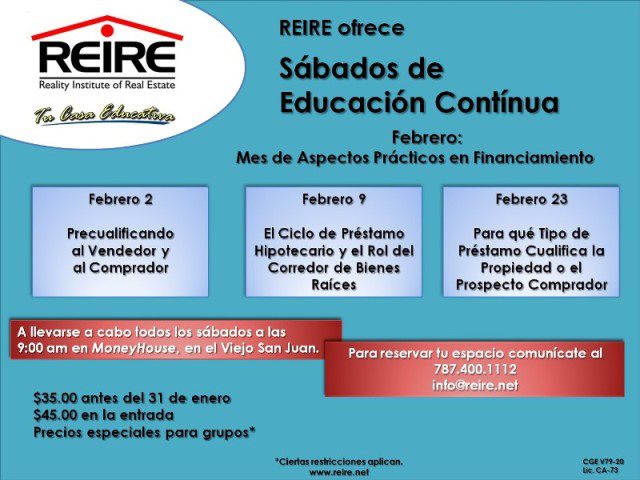 REIRE
Reality Institute of Real Estate
Tu Casa Educativa
REIRE ofrece
Sábados de
Educación Contínua
Febrero:
Mes de Aspectos Prácticos en Financiamiento
Febrero 2
Precualificando
al Vendedor y
al Comprador
Febrero 9
El Ciclo de Préstamo
Hipotecario y el Rol del
Corredor de Bienes
Raíces
Febrero 23
Para qué Tipo de
Préstamo Cualifica la
Propiedad o el
Prospecto Comprador
A llevarse a cabo todos los sábados a las
9:00 am en MoneyHouse, en el Viejo San Juan.
Para reservar tu espacio comunícate al
787.400.1112
info@reire.net
$35.00 antes del 31 de enero
$45.00 en la entrada
Precios especiales para grupos*
*Ciertas restricciones aplican.
www.reire.net
CGE V79-20
Lic. CA-73